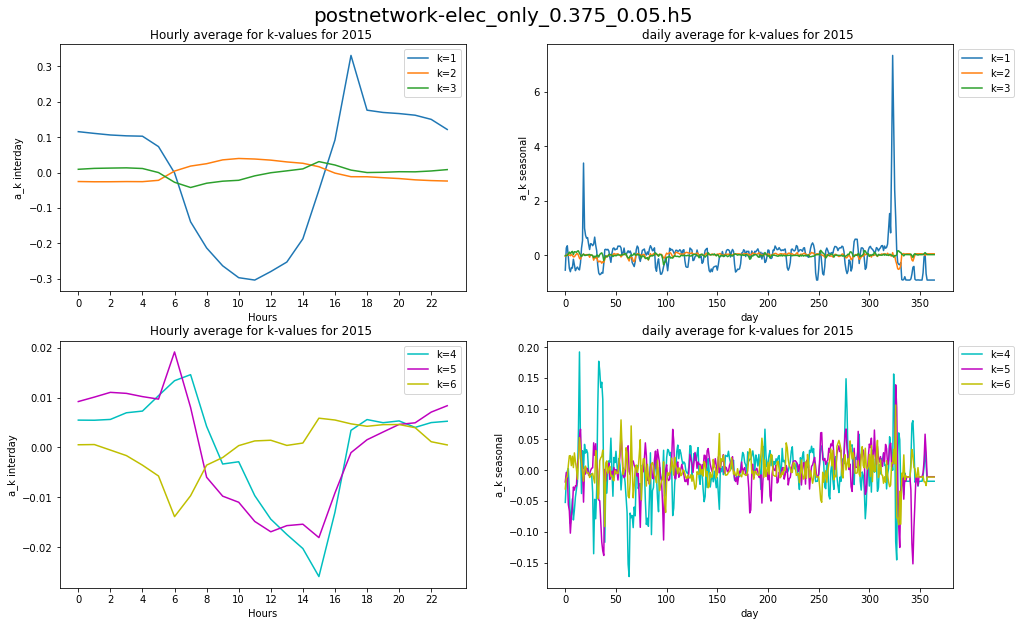 postnetwork-elec_only_0.375_0.05.h5
Hourly average for k-values for 2015
a_k interday
0.3
0.2
0.1
0.0
−0.1
−0.2
−0.3
0 2 4 6 8 10 12 14 16 18 20 22
Hours
k=1
k=2
k=3
daily average for k-values for 2015
a_k seasonal
6
4
2
0
0 50 100 150 200 250 300 350
day
k=1
k=2
k=3
Hourly average for k-values for 2015
a_k interday
0.02
0.01
0.00
−0.01
−0.02
0 2 4 6 8 10 12 14 16 18 20 22
Hours
k=4
k=5
k=6
daily average for k-values for 2015
a_k seasonal
0.20
0.15
0.10
0.05
0.00
−0.05
−0.10
−0.15
0 50 100 150 200 250 300 350
day
k=4
k=5
k=6